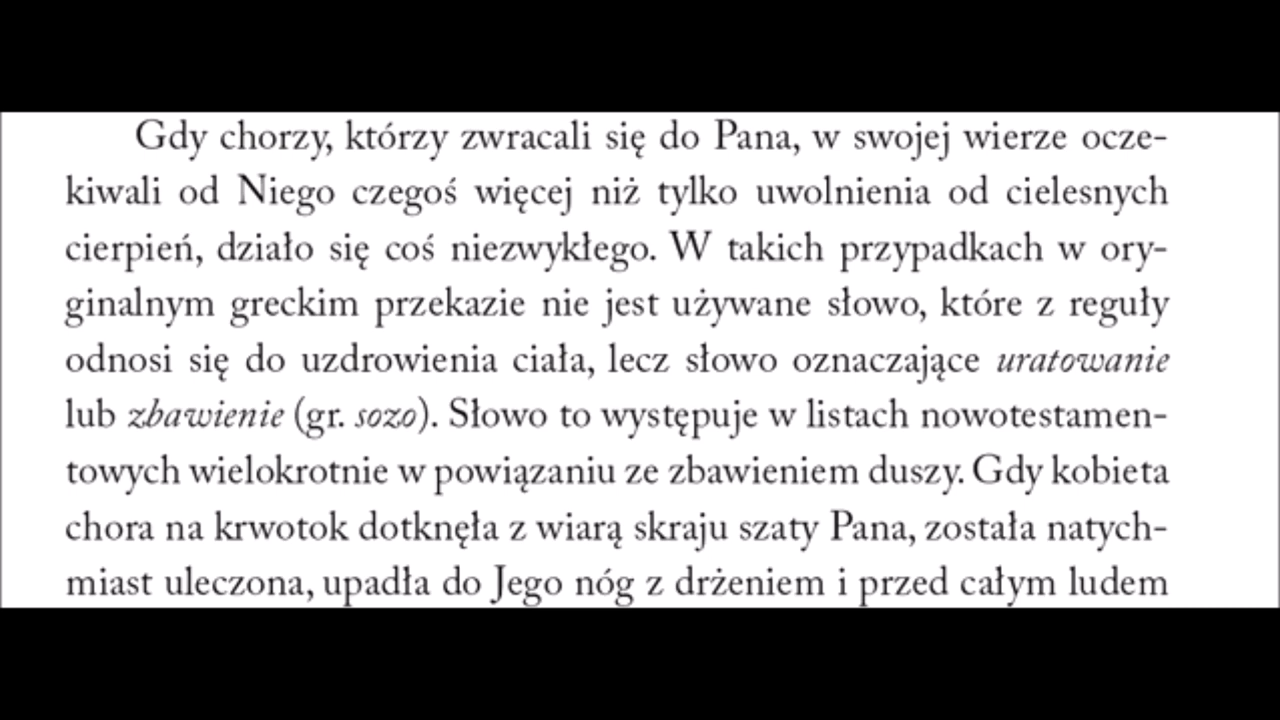 Gdy chorzy, którzy zwracali się do Pana, w swojej wierze ocze-
kiwali od Niego czegoś więcej niż tylko uwolnienia od cielesnych
cierpień, działo się coś niezwykłego. W takich przypadkach w ory-
ginalnym greckim przekazie nie jest używane słowo, które z reguły
odnosi się do uzdrowienia ciała, lecz słowo oznaczające uratowanie
lub zbawienie (gr. sozo). Słowo to występuje w listach nowotestamen-
towych wielokrotnie w powiązaniu ze zbawieniem duszy. Gdy kobieta
chora na krwotok dotknęła z wiarą skraju szaty Pana, została natych-
miast uleczona, upadła do Jego nóg z drżeniem i przed całym ludem